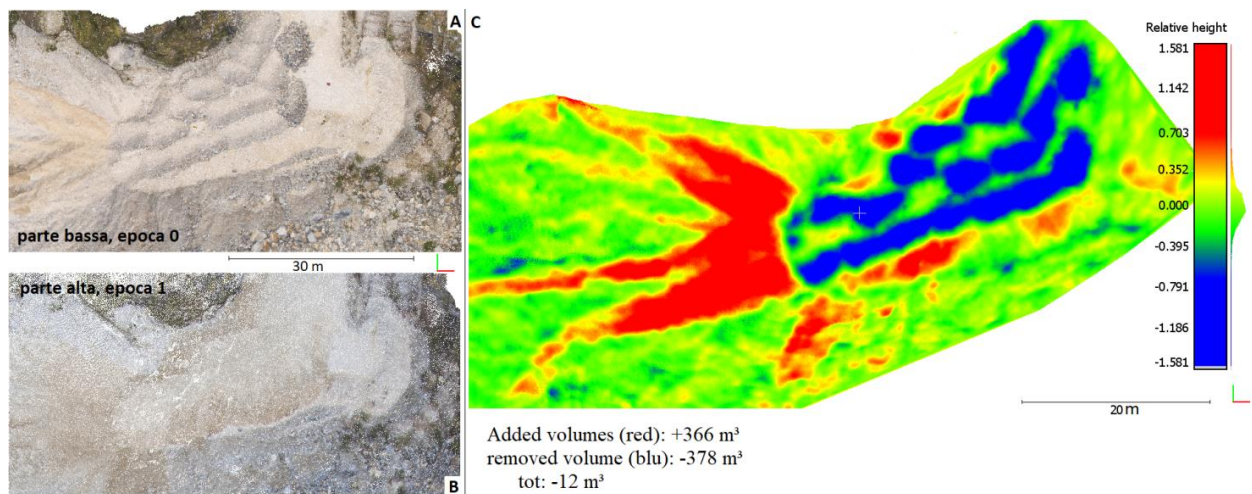 A
parte bassa, epoca 0
30 m
parte alta, epoca 1
B
C
Relative height
1.581
1.142
0.703
0.352
0.000
-0.395
-0.791
-1.186
-1.581
20 m
Added volumes (red): +366 m³
removed volume (blu): -378 m³
tot: -12 m³